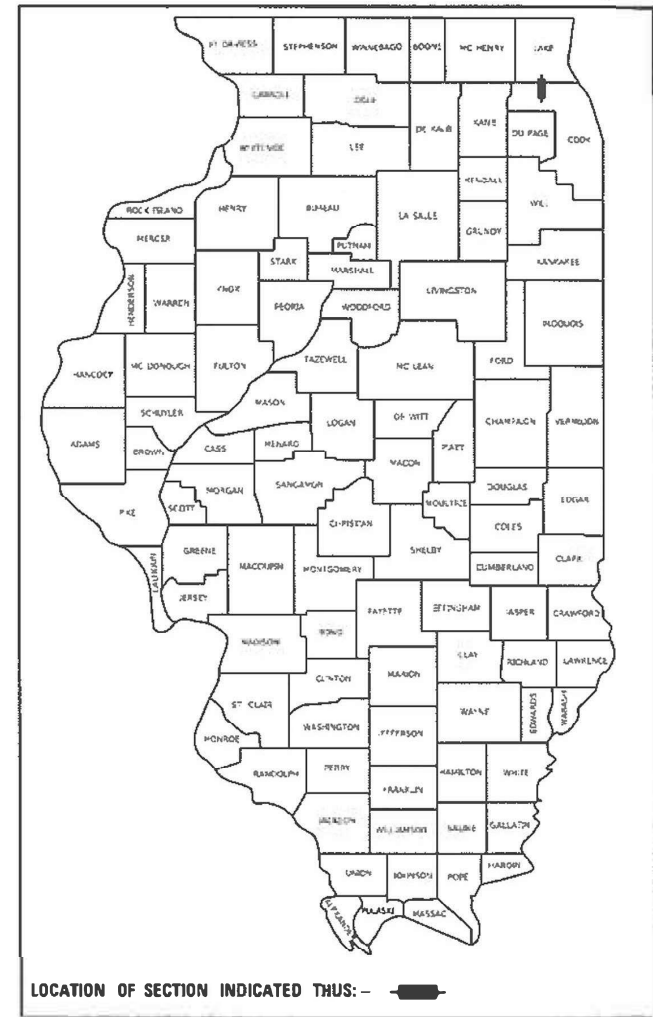 STEPHENSON WINNEBAGO BOONE MC HENRY LAKE
CARROLL OGLE
DE KALB KANE DU PAGE COOK
WHITESIDE LEE
KENDALL WILL
ROCK ISLAND HENRY BUREAU LA SALLE GRUNDY
MERCER PUTNAM
STARK MARSHALL KANKAKEE
HENDERSON WARREN KNOX PEORIA WOODFORD LIVINGSTON IROQUOIS
HANCOCK MC DONOUGH FULTON TAZEWELL MC LEAN FORD
MASON
SCHUYLER LOGAN DE WITT CHAMPAIGN VERMILION
ADAMS BROWN CASS MENARD MACON PIATT
PIKE SCOTT MORGAN SANGAMON MOULTRIE DOUGLAS EDGAR
CHRISTIAN COLES
CALHOUN GREENE MACOUPIN MONTGOMERY SHELBY CUMBERLAND CLARK
JERSEY FAYETTE EFFINGHAM JASPER CRAWFORD
MADISON BOND CLAY RICHLAND LAWRENCE
CLINTON MARION
ST. CLAIR WASHINGTON JEFFERSON WAYNE EDWARDS WABASH
MONROE
RANDOLPH PERRY FRANKLIN HAMILTON WHITE
JACKSON WILLIAMSON SALINE GALLATIN
UNION JOHNSON POPE HARDIN
ALEXANDER PULASKI MASSAC
LOCATION OF SECTION INDICATED THUS: –